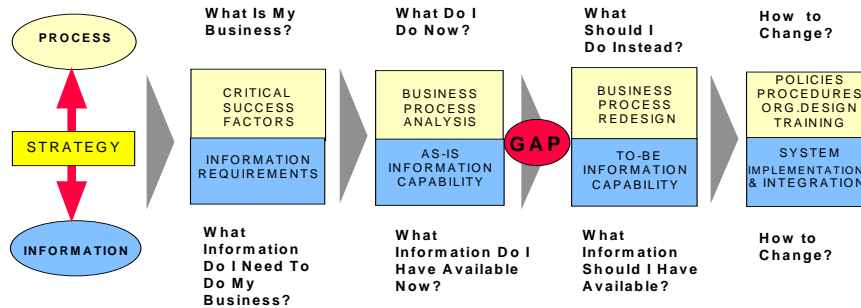 PROCESS
STRATEGY
INFORMATION
What Is My
Business?
CRITICAL
SUCCESS
FACTORS
INFORMATION
REQUIREMENTS
What
Information
Do I Need To
Do My
Business?
What Do I
Do Now?
BUSINESS
PROCESS
ANALYSIS
AS-IS
INFORMATION
CAPABILITY
What
Information Do I
Have Available
Now?
GAP
What
Should I
Do Instead?
BUSINESS
PROCESS
REDESIGN
TO-BE
INFORMATION
CAPABILITY
What
Information
Should I Have
Available?
How to
Change?
POLICIES
PROCEDURES
ORG.DESIGN
TRAINING
SYSTEM
IMPLEMENTATION
& INTEGRATION
How to
Change?